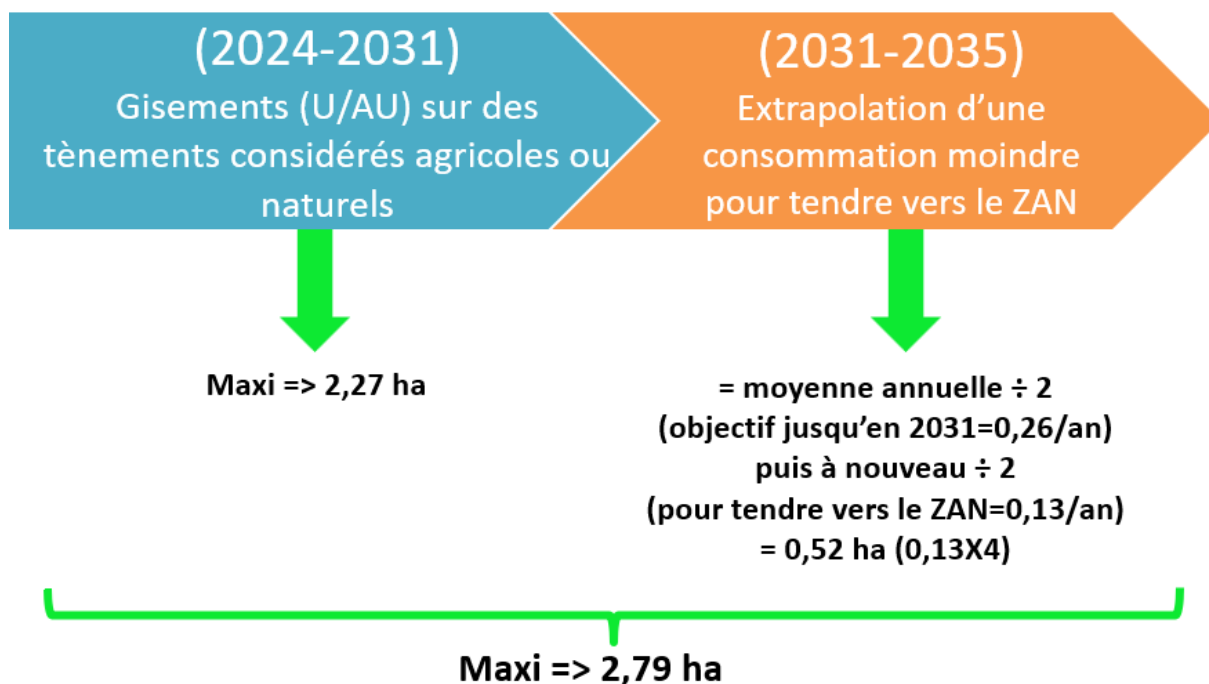 (2024-2031)
Gisements (U/AU) sur des
tènements considérés agricoles ou
naturels
(2031-2035)
Extrapolation d’une
consommation moindre
pour tendre vers le ZAN
Maxi => 2,27 ha
= moyenne annuelle ÷ 2
(objectif jusqu’en 2031=0,26/an)
puis à nouveau ÷ 2
(pour tendre vers le ZAN=0,13/an)
= 0,52 ha (0,13X4)
Maxi => 2,79 ha